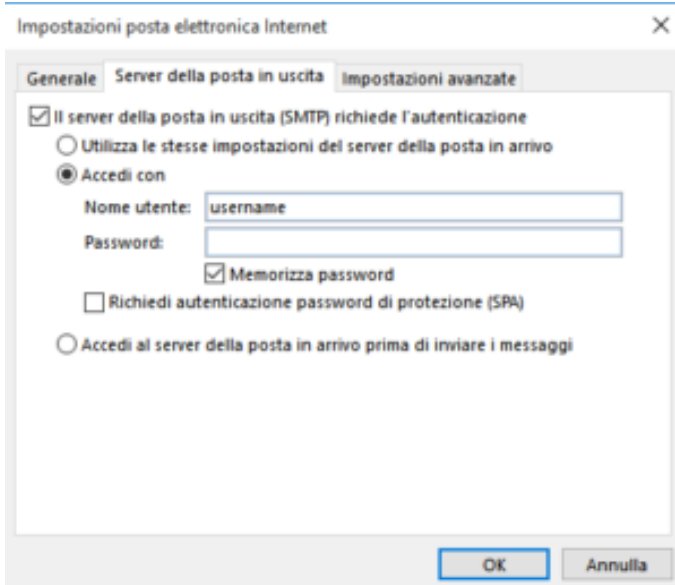 Impostazioni posta elettronica Internet
Generale Server della posta in uscita Impostazioni avanzate
Il server della posta in uscita (SMTP) richiede l'autenticazione
Utilizza le stesse impostazioni del server della posta in arrivo
Accedi con
Nome utente: username
Password:
Memorizza password
Richiedi autenticazione password di protezione (SPA)
Accedi al server della posta in arrivo prima di inviare i messaggi
OK Annulla